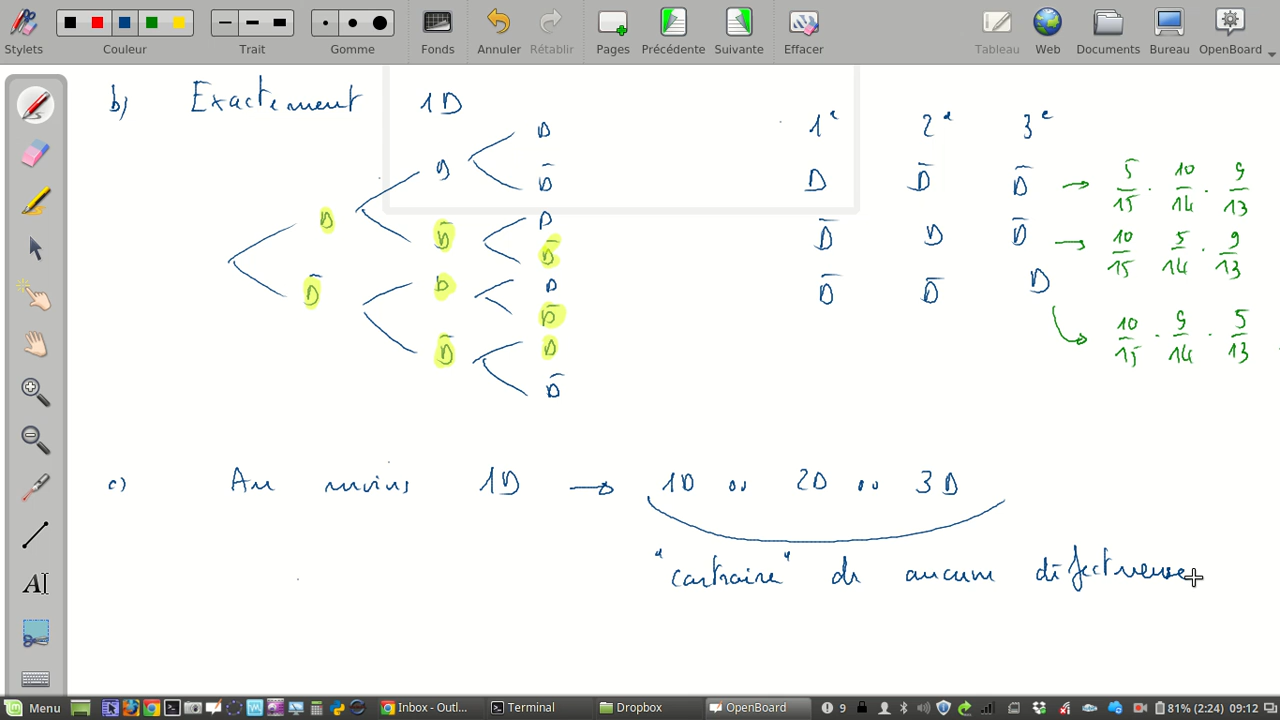 Stylets Couleur Trait Gomme Fonds Annuler Rétablir Pages Précédente Suivante Effacer Tableau Web Documents Bureau OpenBoard
b) Exactement 1D
1e 2e 3e
D
D D̄
D D̄ D̄ → 5/15 · 10/14 · 9/13
D D
D̄ D̄
D̄ D D̄ → 10/15 5/14 · 9/13
D̄ D D
D̄ D̄ D → 10/15 · 9/14 · 5/13
D̄
D̄ D
D̄
c) Au moins 1D → 1D ou 2D ou 3D
"contraire" de aucune défectueuse
AI
Menu Inbox - Outl... Terminal Dropbox OpenBoard 9 81% (2:24) 09:12